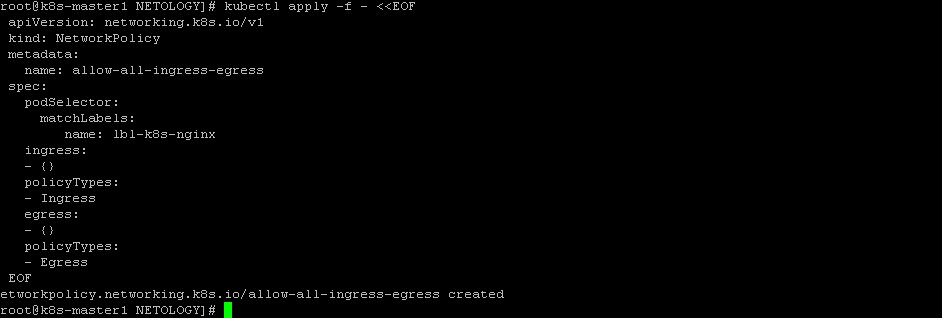 root@k8s-master1 NETOLOGY]# kubectl apply -f - <<EOF
apiVersion: networking.k8s.io/v1
kind: NetworkPolicy
metadata:
  name: allow-all-ingress-egress
spec:
  podSelector:
    matchLabels:
       name: lbl-k8s-nginx
  ingress:
  - {}
  policyTypes:
  - Ingress
  egress:
  - {}
  policyTypes:
  - Egress
EOF
etworkpolicy.networking.k8s.io/allow-all-ingress-egress created
root@k8s-master1 NETOLOGY]#